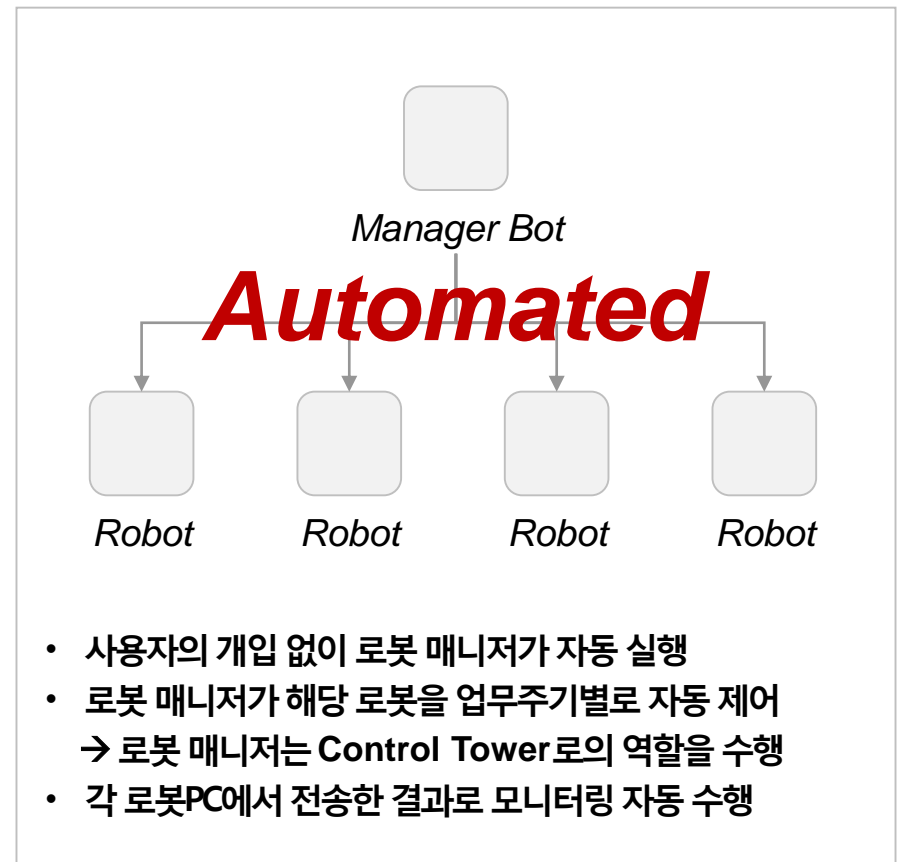 Manager Bot
Automated
Robot Robot Robot Robot
• 사용자의 개입 없이 로봇 매니저가 자동 실행
• 로봇 매니저가 해당 로봇을 업무주기별로 자동 제어
→ 로봇 매니저는 Control Tower로의 역할을 수행
• 각 로봇PC에서 전송한 결과로 모니터링 자동 수행